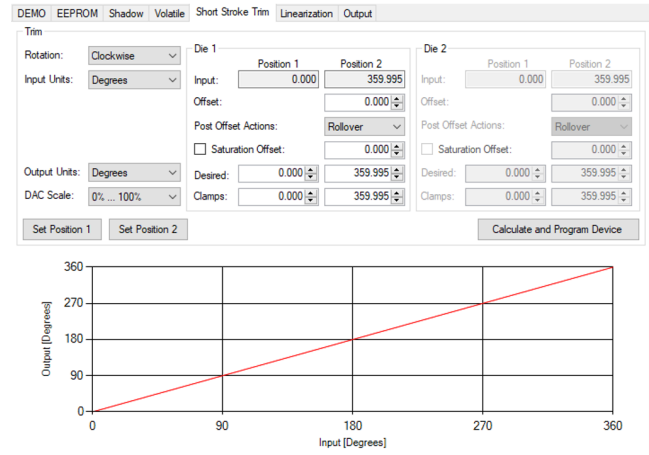 DEMO EEPROM Shadow Volatile Short Stroke Trim Linearization Output
Trim
Rotation: Clockwise
Input Units: Degrees
Output Units: Degrees
DAC Scale: 0% ... 100%
Die 1
Position 1 Position 2
Input: 0.000 359.995
Offset: 0.000
Post Offset Actions: Rollover
Saturation Offset: 0.000
Desired: 0.000 359.995
Clamps: 0.000 359.995
Die 2
Position 1 Position 2
Input: 0.000 359.995
Offset: 0.000
Post Offset Actions: Rollover
Saturation Offset: 0.000
Desired: 0.000 359.995
Clamps: 0.000 359.995
Set Position 1 Set Position 2 Calculate and Program Device
360
270
180
90
0
Output [Degrees]
0 90 180 270 360
Input [Degrees]